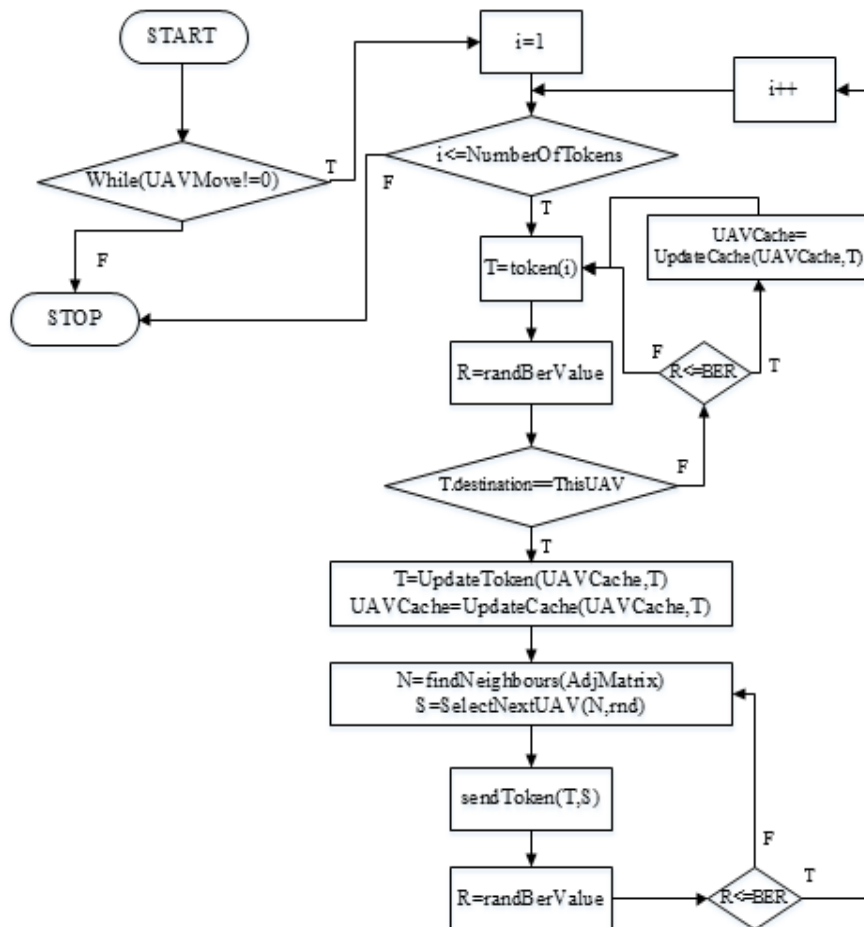 START
i=1
i++
While(UAVMove!=0)
T
i<=NumberOfTokens
F
T
F
STOP
T=token(i)
UAVCache=
UpdateCache(UAVCache,T)
R=randBerValue
F
R<=BER
T
T.destination==ThisUAV
F
T
T=UpdateToken(UAVCache,T)
UAVCache=UpdateCache(UAVCache,T)
N=findNeighbours(AdjMatrix)
S=SelectNextUAV(N,rnd)
sendToken(T,S)
F
R=randBerValue
R<=BER
T